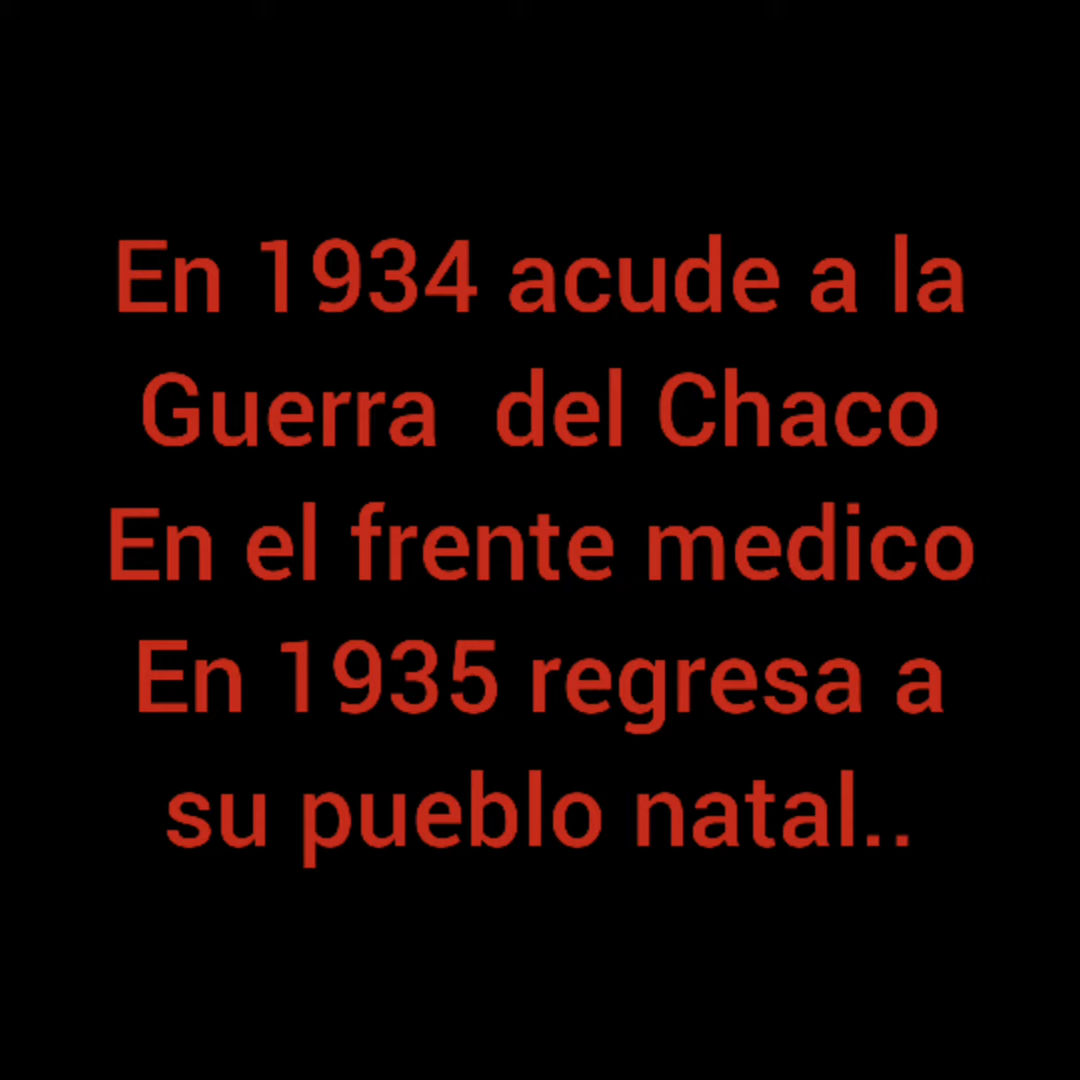 En 1934 acude a la
Guerra  del Chaco
En el frente medico
En 1935 regresa a
su pueblo natal..